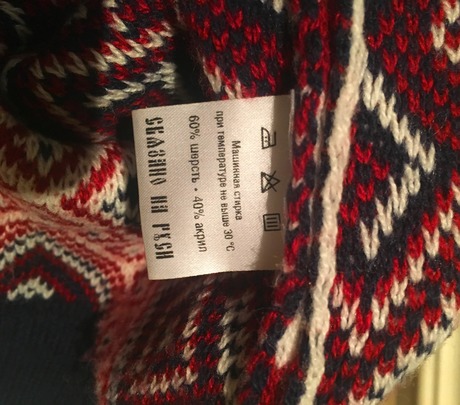 Машинная стирка
при температуре не выше 30 °С
60% шерсть • 40% акрил
СВЯЗАНО НА РУСИ